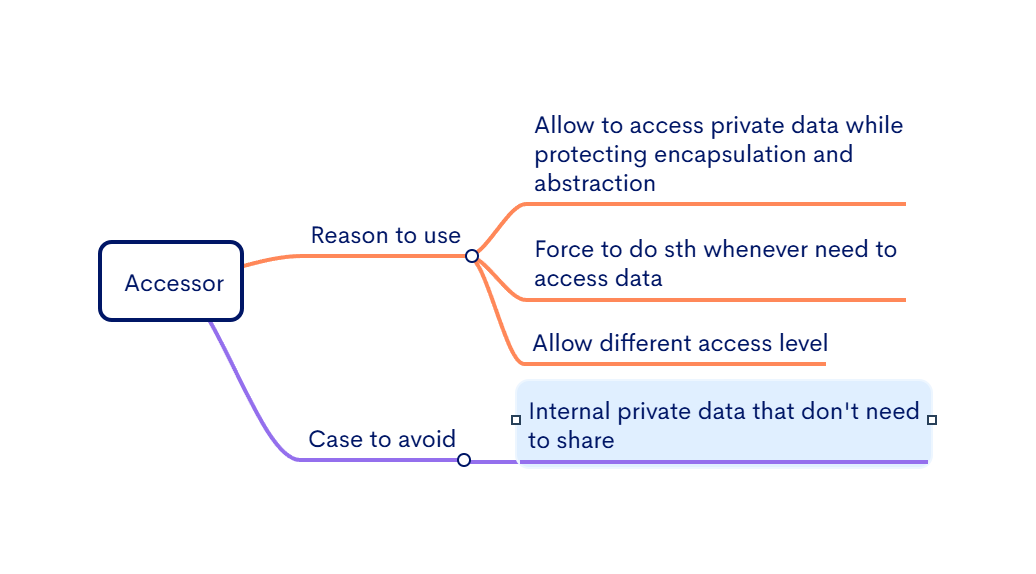 Allow to access private data while
protecting encapsulation and
abstraction
Reason to use
Force to do sth whenever need to
access data
Accessor
Allow different access level
Internal private data that don't need
to share
Case to avoid